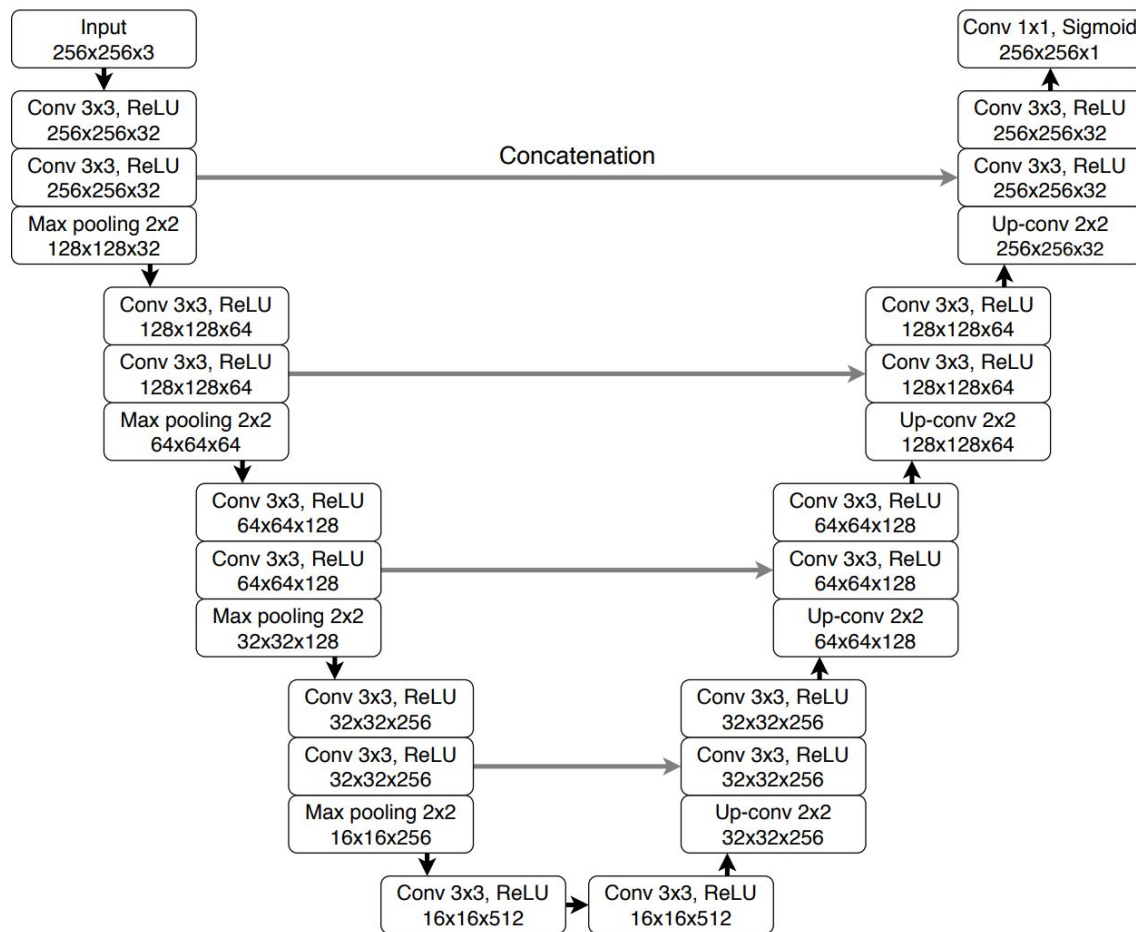 Input
256x256x3
Conv 3x3, ReLU
256x256x32
Conv 3x3, ReLU
256x256x32
Max pooling 2x2
128x128x32
Conv 3x3, ReLU
128x128x64
Conv 3x3, ReLU
128x128x64
Max pooling 2x2
64x64x64
Conv 3x3, ReLU
64x64x128
Conv 3x3, ReLU
64x64x128
Max pooling 2x2
32x32x128
Conv 3x3, ReLU
32x32x256
Conv 3x3, ReLU
32x32x256
Max pooling 2x2
16x16x256
Conv 3x3, ReLU
16x16x512
Conv 3x3, ReLU
16x16x512
Concatenation
Conv 1x1, Sigmoid
256x256x1
Conv 3x3, ReLU
256x256x32
Conv 3x3, ReLU
256x256x32
Up-conv 2x2
256x256x32
Conv 3x3, ReLU
128x128x64
Conv 3x3, ReLU
128x128x64
Up-conv 2x2
128x128x64
Conv 3x3, ReLU
64x64x128
Conv 3x3, ReLU
64x64x128
Up-conv 2x2
64x64x128
Conv 3x3, ReLU
32x32x256
Conv 3x3, ReLU
32x32x256
Up-conv 2x2
32x32x256